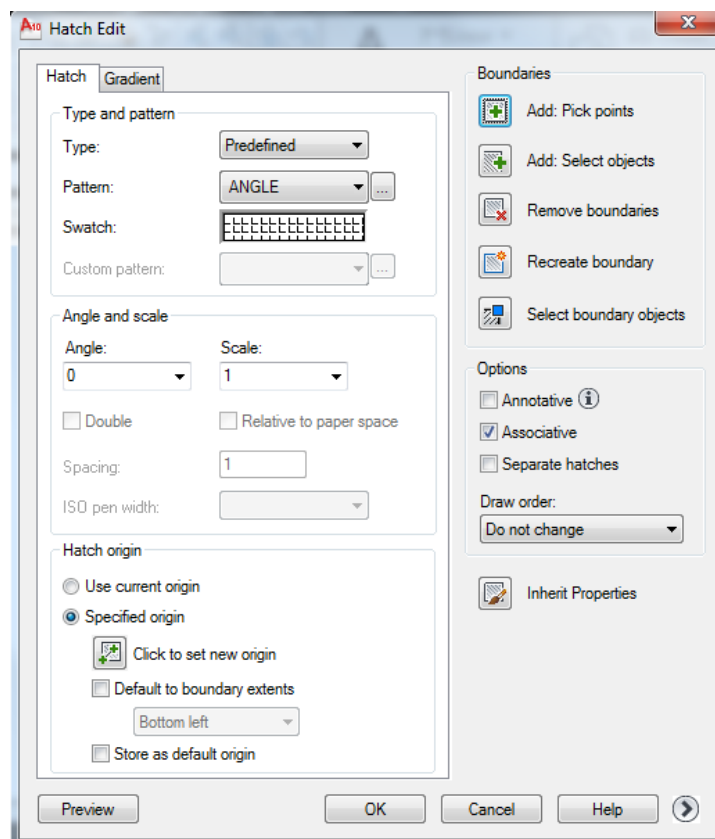 A10 Hatch Edit
Hatch
Gradient
Type and pattern
Type:
Predefined
Pattern:
ANGLE
...
Swatch:
Custom pattern:
...
Angle and scale
Angle:
Scale:
0
1
Double
Relative to paper space
Spacing:
1
ISO pen width:
Hatch origin
Use current origin
Specified origin
Click to set new origin
Default to boundary extents
Bottom left
Store as default origin
Boundaries
Add: Pick points
Add: Select objects
Remove boundaries
Recreate boundary
Select boundary objects
Options
Annotative
Associative
Separate hatches
Draw order:
Do not change
Inherit Properties
Preview
OK
Cancel
Help